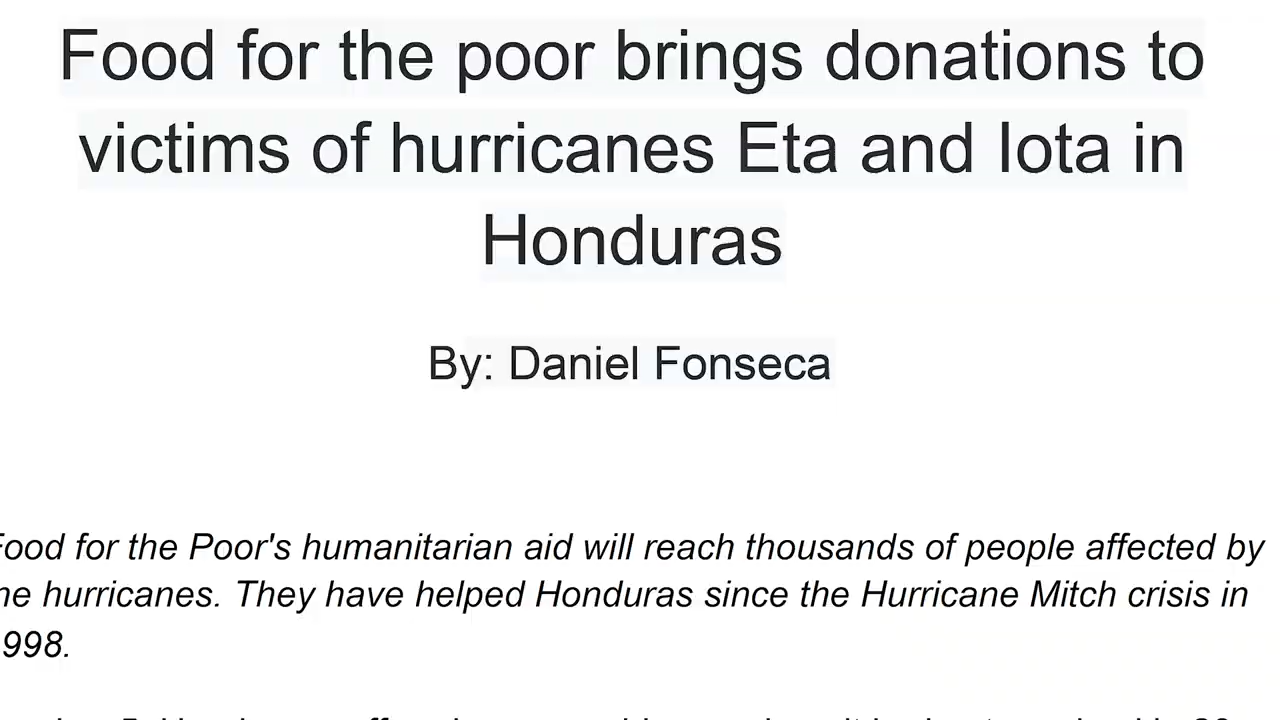 Food for the poor brings donations to
victims of hurricanes Eta and Iota in
Honduras
By: Daniel Fonseca
Food for the Poor's humanitarian aid will reach thousands of people affected by
he hurricanes. They have helped Honduras since the Hurricane Mitch crisis in
998.